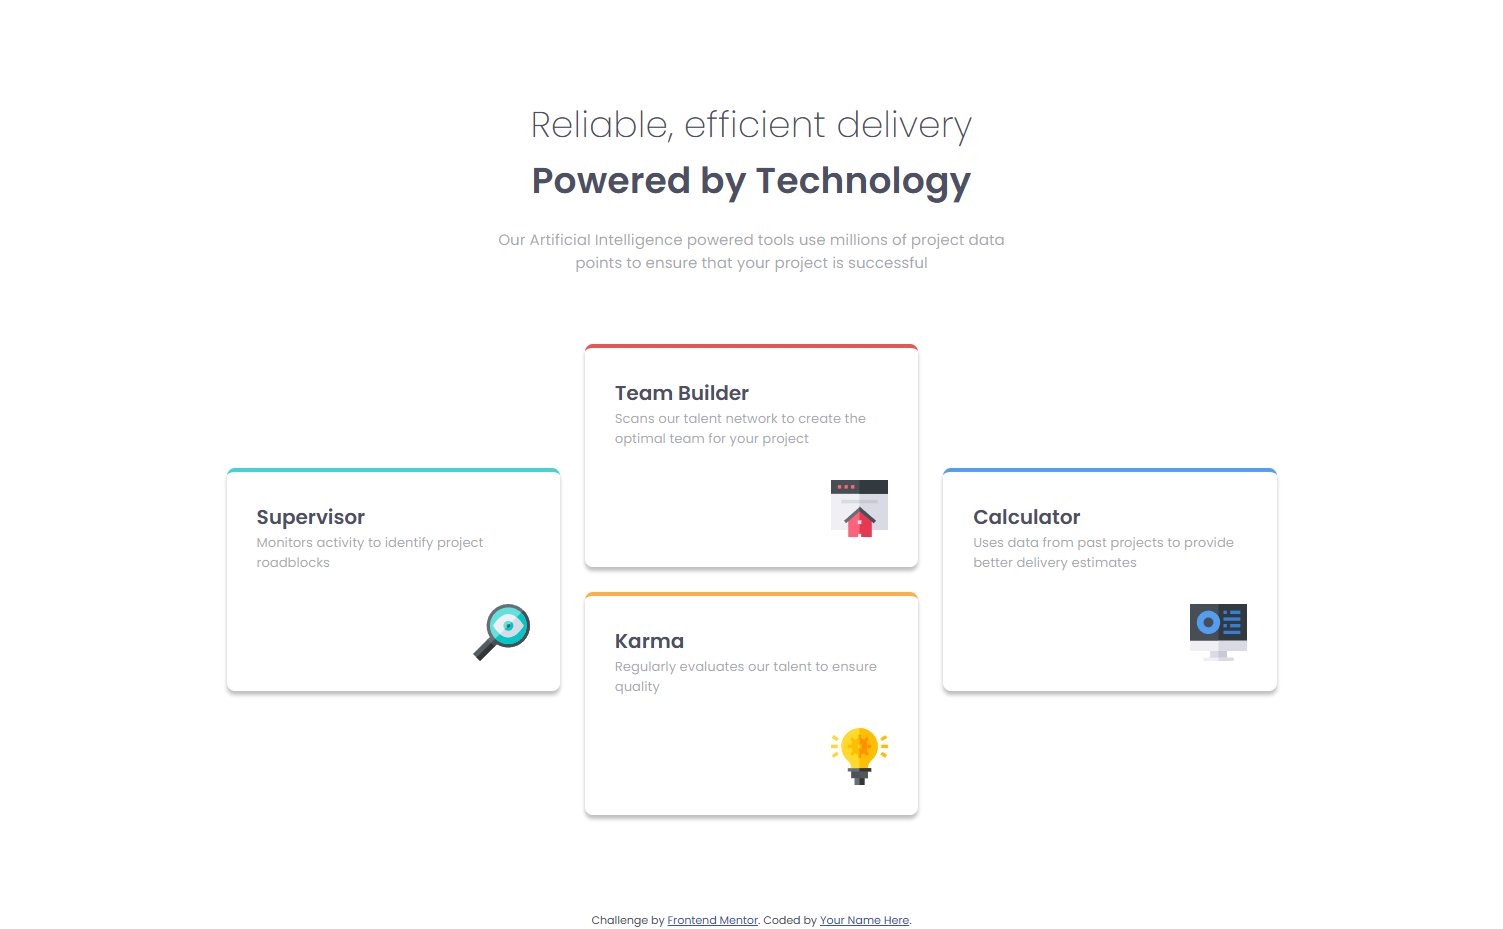 Reliable, efficient delivery
Powered by Technology
Our Artificial Intelligence powered tools use millions of project data
points to ensure that your project is successful
Supervisor
Monitors activity to identify project
roadblocks
Team Builder
Scans our talent network to create the
optimal team for your project
Karma
Regularly evaluates our talent to ensure
quality
Calculator
Uses data from past projects to provide
better delivery estimates
Challenge by Frontend Mentor. Coded by Your Name Here.